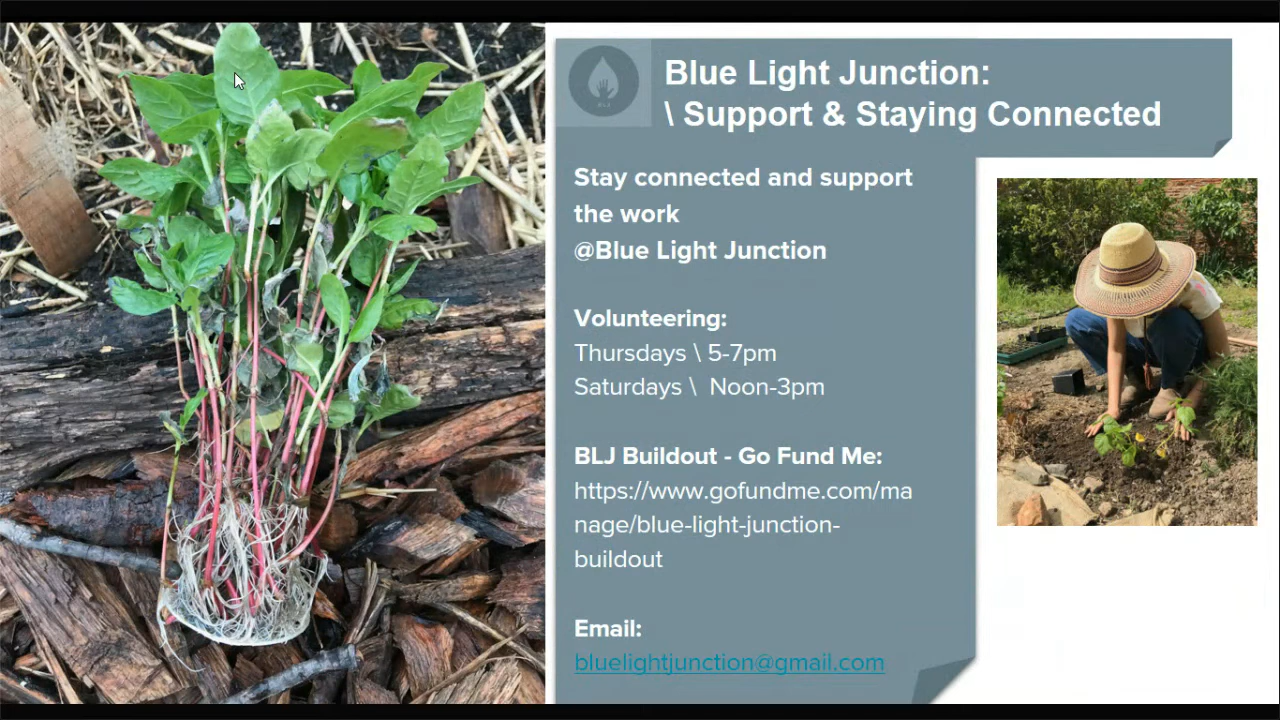 Blue Light Junction:
\ Support & Staying Connected
Stay connected and support
the work
@Blue Light Junction
Volunteering:
Thursdays \ 5-7pm
Saturdays \ Noon-3pm
BLJ Buildout - Go Fund Me:
https://www.gofundme.com/ma
nage/blue-light-junction-
buildout
Email:
bluelightjunction@gmail.com